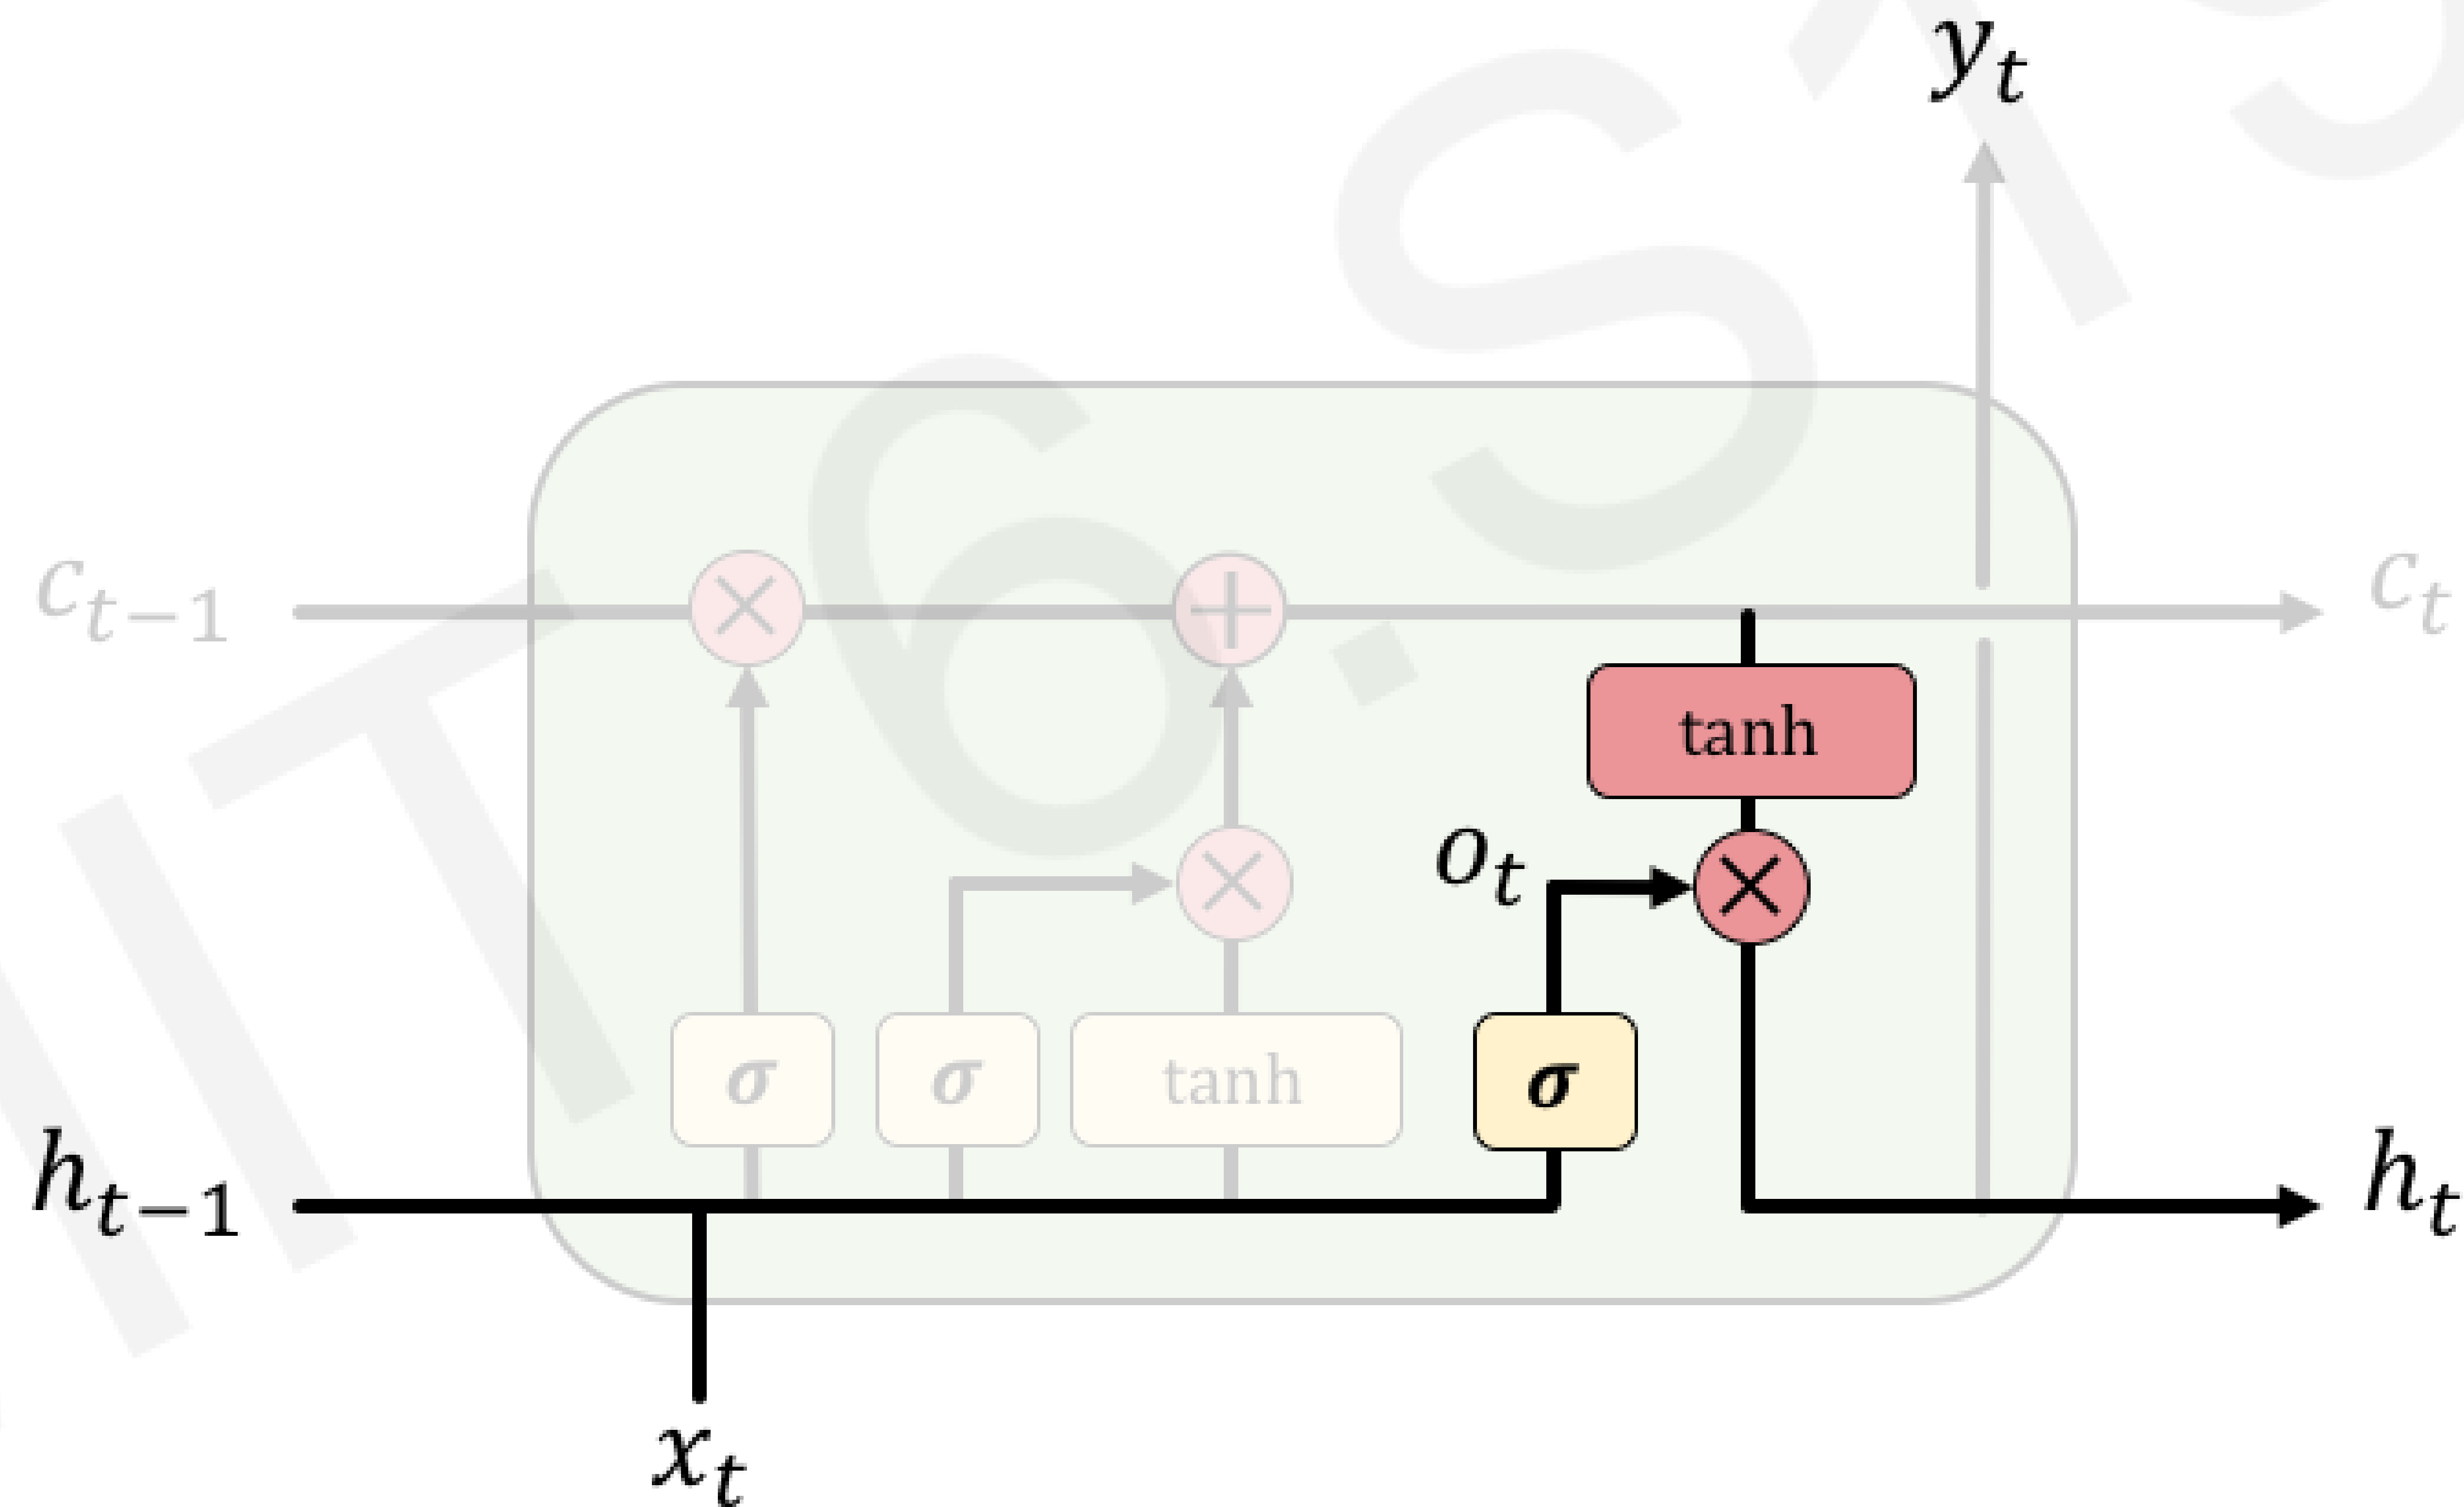 y_t
c_{t-1} × + c_t
tanh
o_t ×
×
σ σ tanh σ
h_{t-1} h_t
x_t
MIT 6.S191